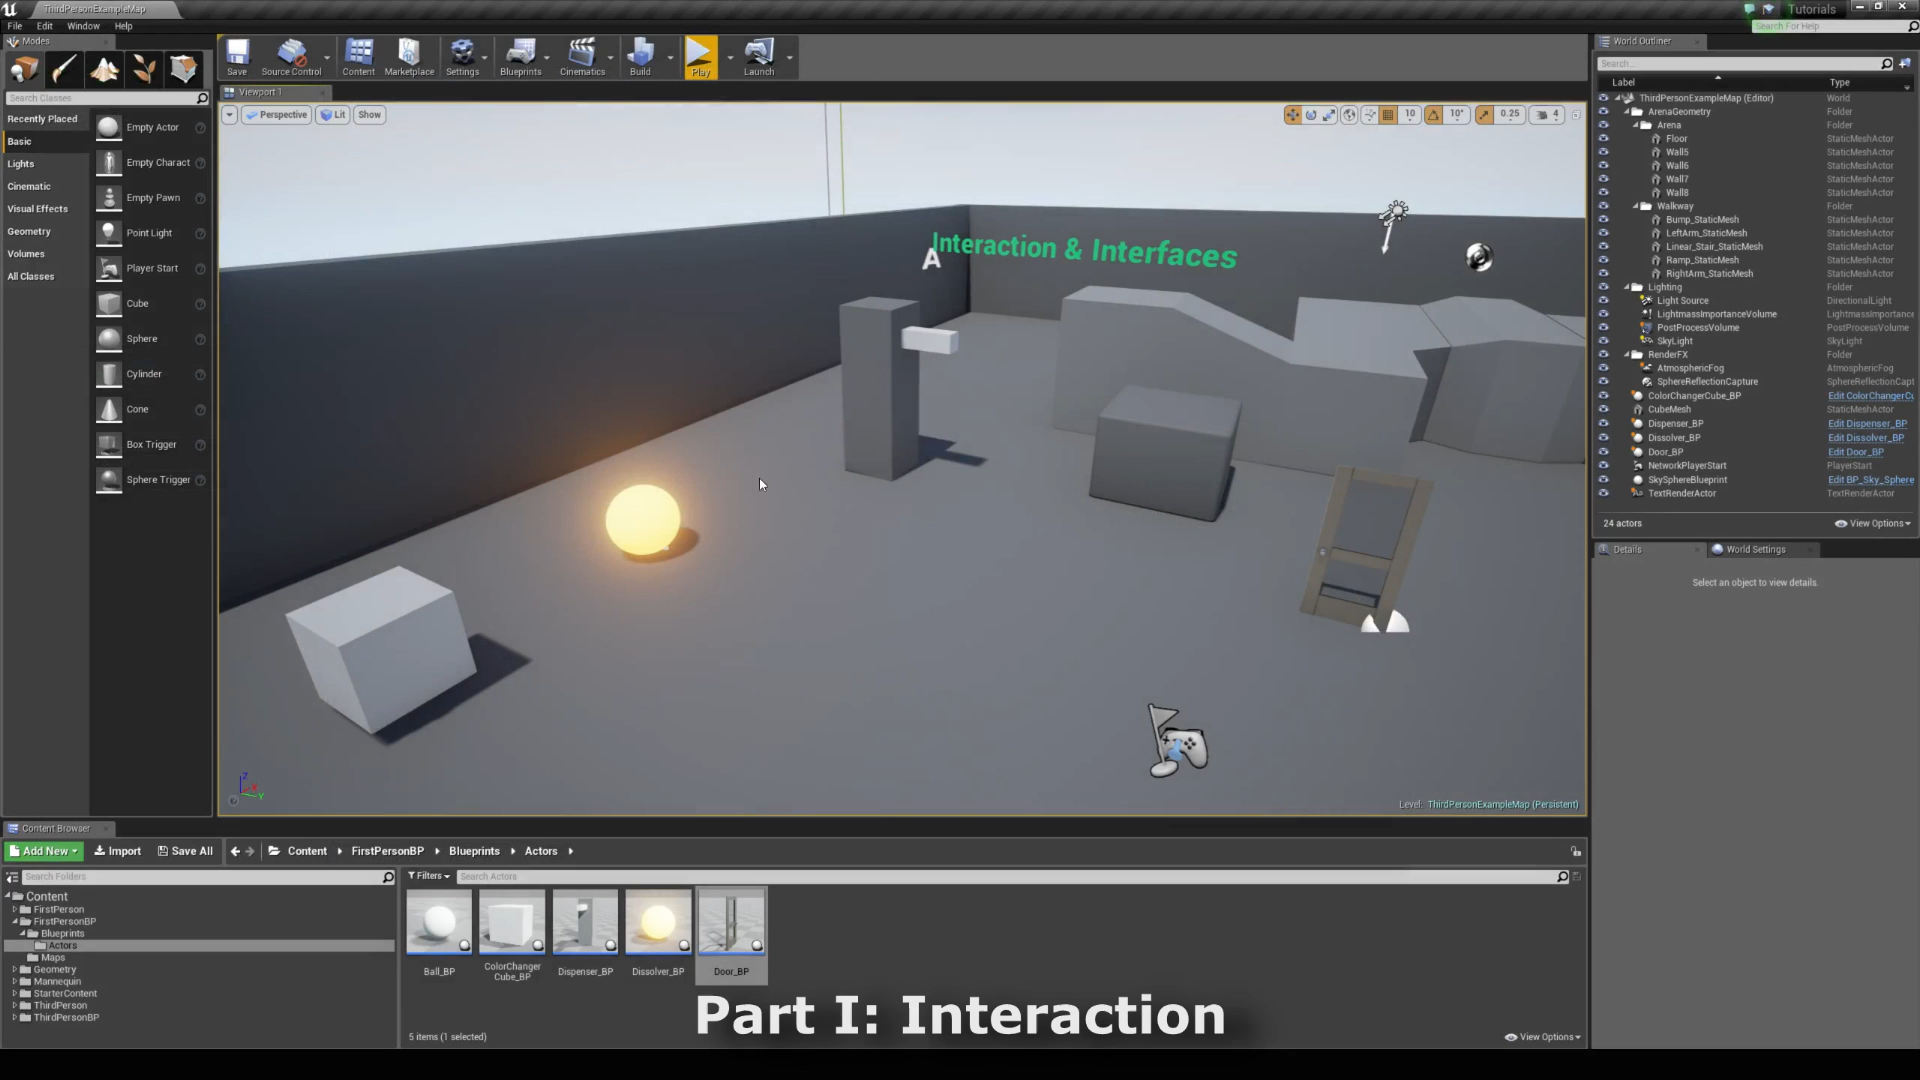 ThirdPersonExampleMap
Tutorials
File Edit Window Help
Search For Help
Modes
Search Classes
Recently Placed
Basic
Lights
Cinematic
Visual Effects
Geometry
Volumes
All Classes
Empty Actor
Empty Charact
Empty Pawn
Point Light
Player Start
Cube
Sphere
Cylinder
Cone
Box Trigger
Sphere Trigger
Save
Source Control
Content
Marketplace
Settings
Blueprints
Cinematics
Build
Play
Launch
Viewport 1
Perspective
Lit
Show
10
10°
0.25
4
Interaction & Interfaces
A
Level: ThirdPersonExampleMap (Persistent)
World Outliner
Search...
Label Type
ThirdPersonExampleMap (Editor) World
ArenaGeometry Folder
Arena Folder
Floor StaticMeshActor
Wall5 StaticMeshActor
Wall6 StaticMeshActor
Wall7 StaticMeshActor
Wall8 StaticMeshActor
Walkway Folder
Bump_StaticMesh StaticMeshActor
LeftArm_StaticMesh StaticMeshActor
Linear_Stair_StaticMesh StaticMeshActor
Ramp_StaticMesh StaticMeshActor
RightArm_StaticMesh StaticMeshActor
Lighting Folder
Light Source DirectionalLight
LightmassImportanceVolume LightmassImportance
PostProcessVolume PostProcessVolume
SkyLight SkyLight
RenderFX Folder
AtmosphericFog AtmosphericFog
SphereReflectionCapture SphereReflectionCapt
ColorChangerCube_BP Edit ColorChangerCu
CubeMesh StaticMeshActor
Dispenser_BP Edit Dispenser_BP
Dissolver_BP Edit Dissolver_BP
Door_BP Edit Door_BP
NetworkPlayerStart PlayerStart
SkySphereBlueprint Edit BP_Sky_Sphere
TextRenderActor TextRenderActor
24 actors
View Options
Details
World Settings
Select an object to view details.
Content Browser
Add New
Import
Save All
Content
FirstPersonBP
Blueprints
Actors
Search Folders
Filters
Search Actors
Content
FirstPerson
FirstPersonBP
Blueprints
Actors
Maps
Geometry
Mannequin
StarterContent
ThirdPerson
ThirdPersonBP
Ball_BP
ColorChanger
Cube_BP
Dispenser_BP
Dissolver_BP
Door_BP
5 items (1 selected)
View Options
Part I: Interaction